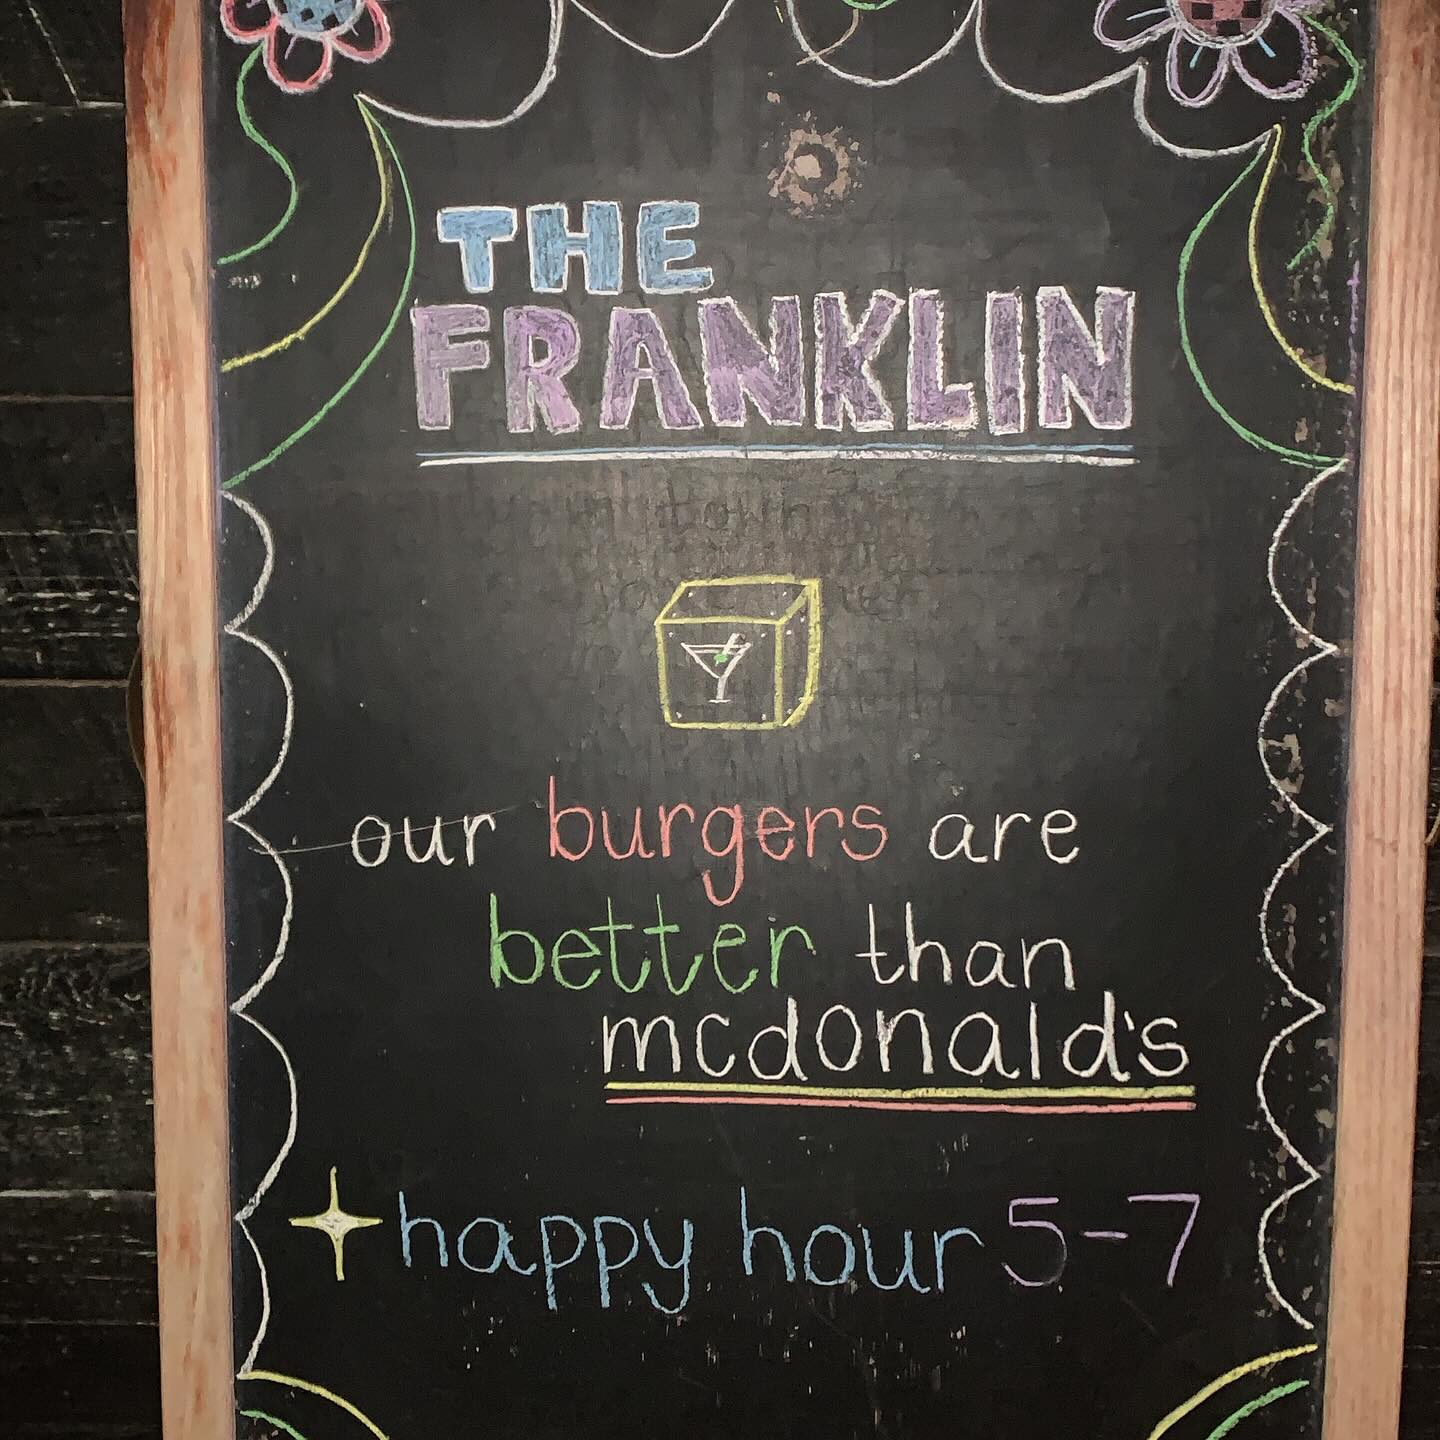 THE
FRANKLIN
our burgers are
better than
mcdonald's
happy hour 5-7